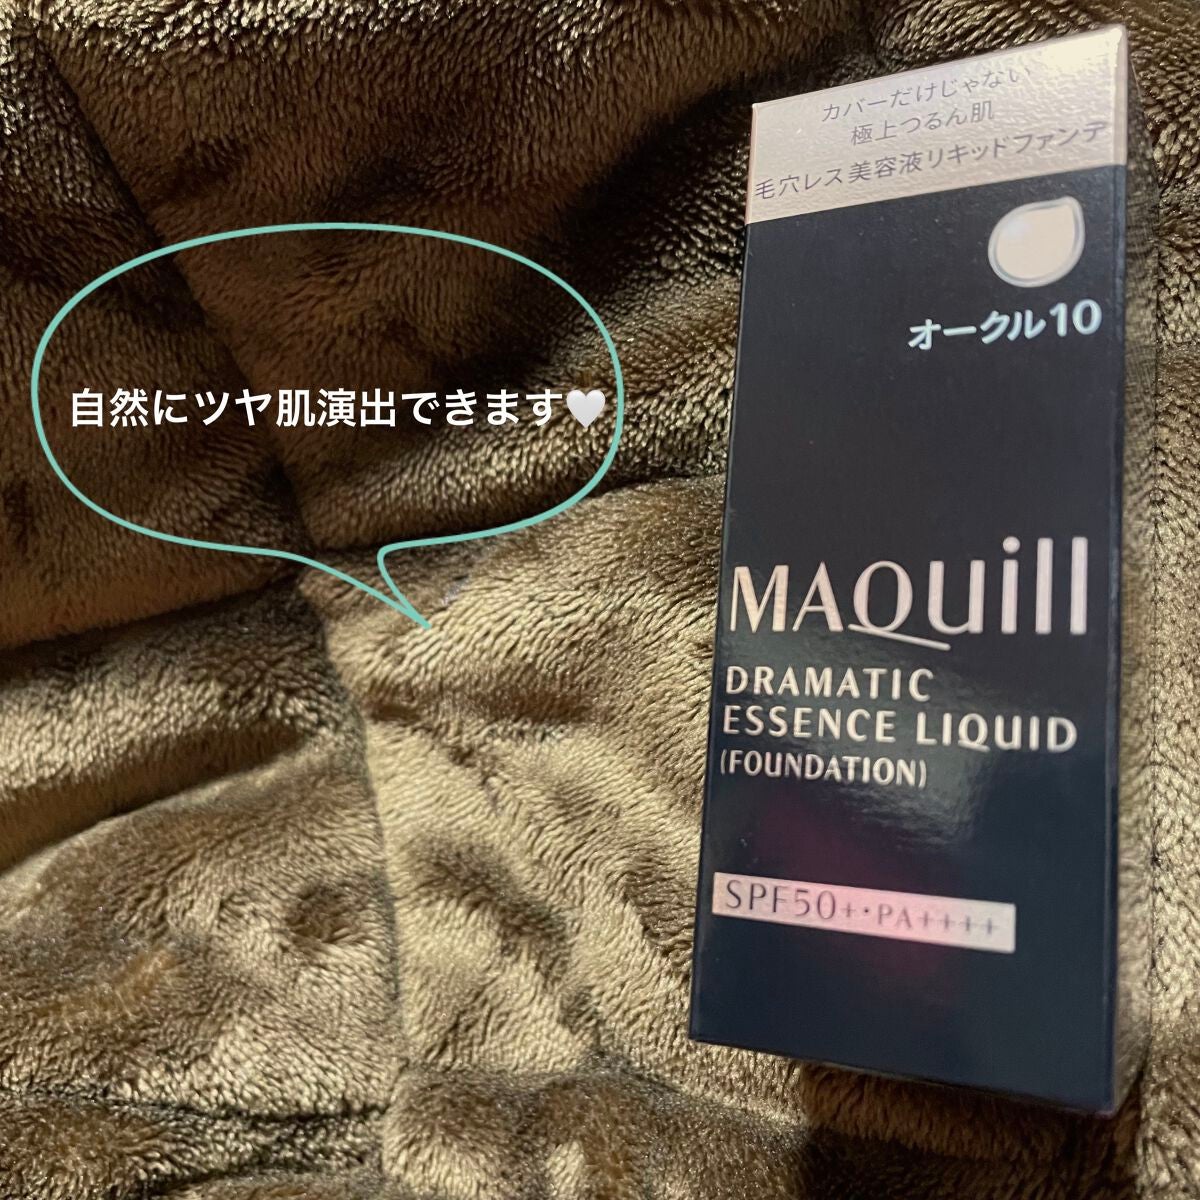 カバーだけじゃない
極上つるん肌
毛穴レス美容液リキッドファンデ
オークル10
自然にツヤ肌演出できます🤍
MAQuill
DRAMATIC
ESSENCE LIQUID
(FOUNDATION)
SPF50+・PA++++